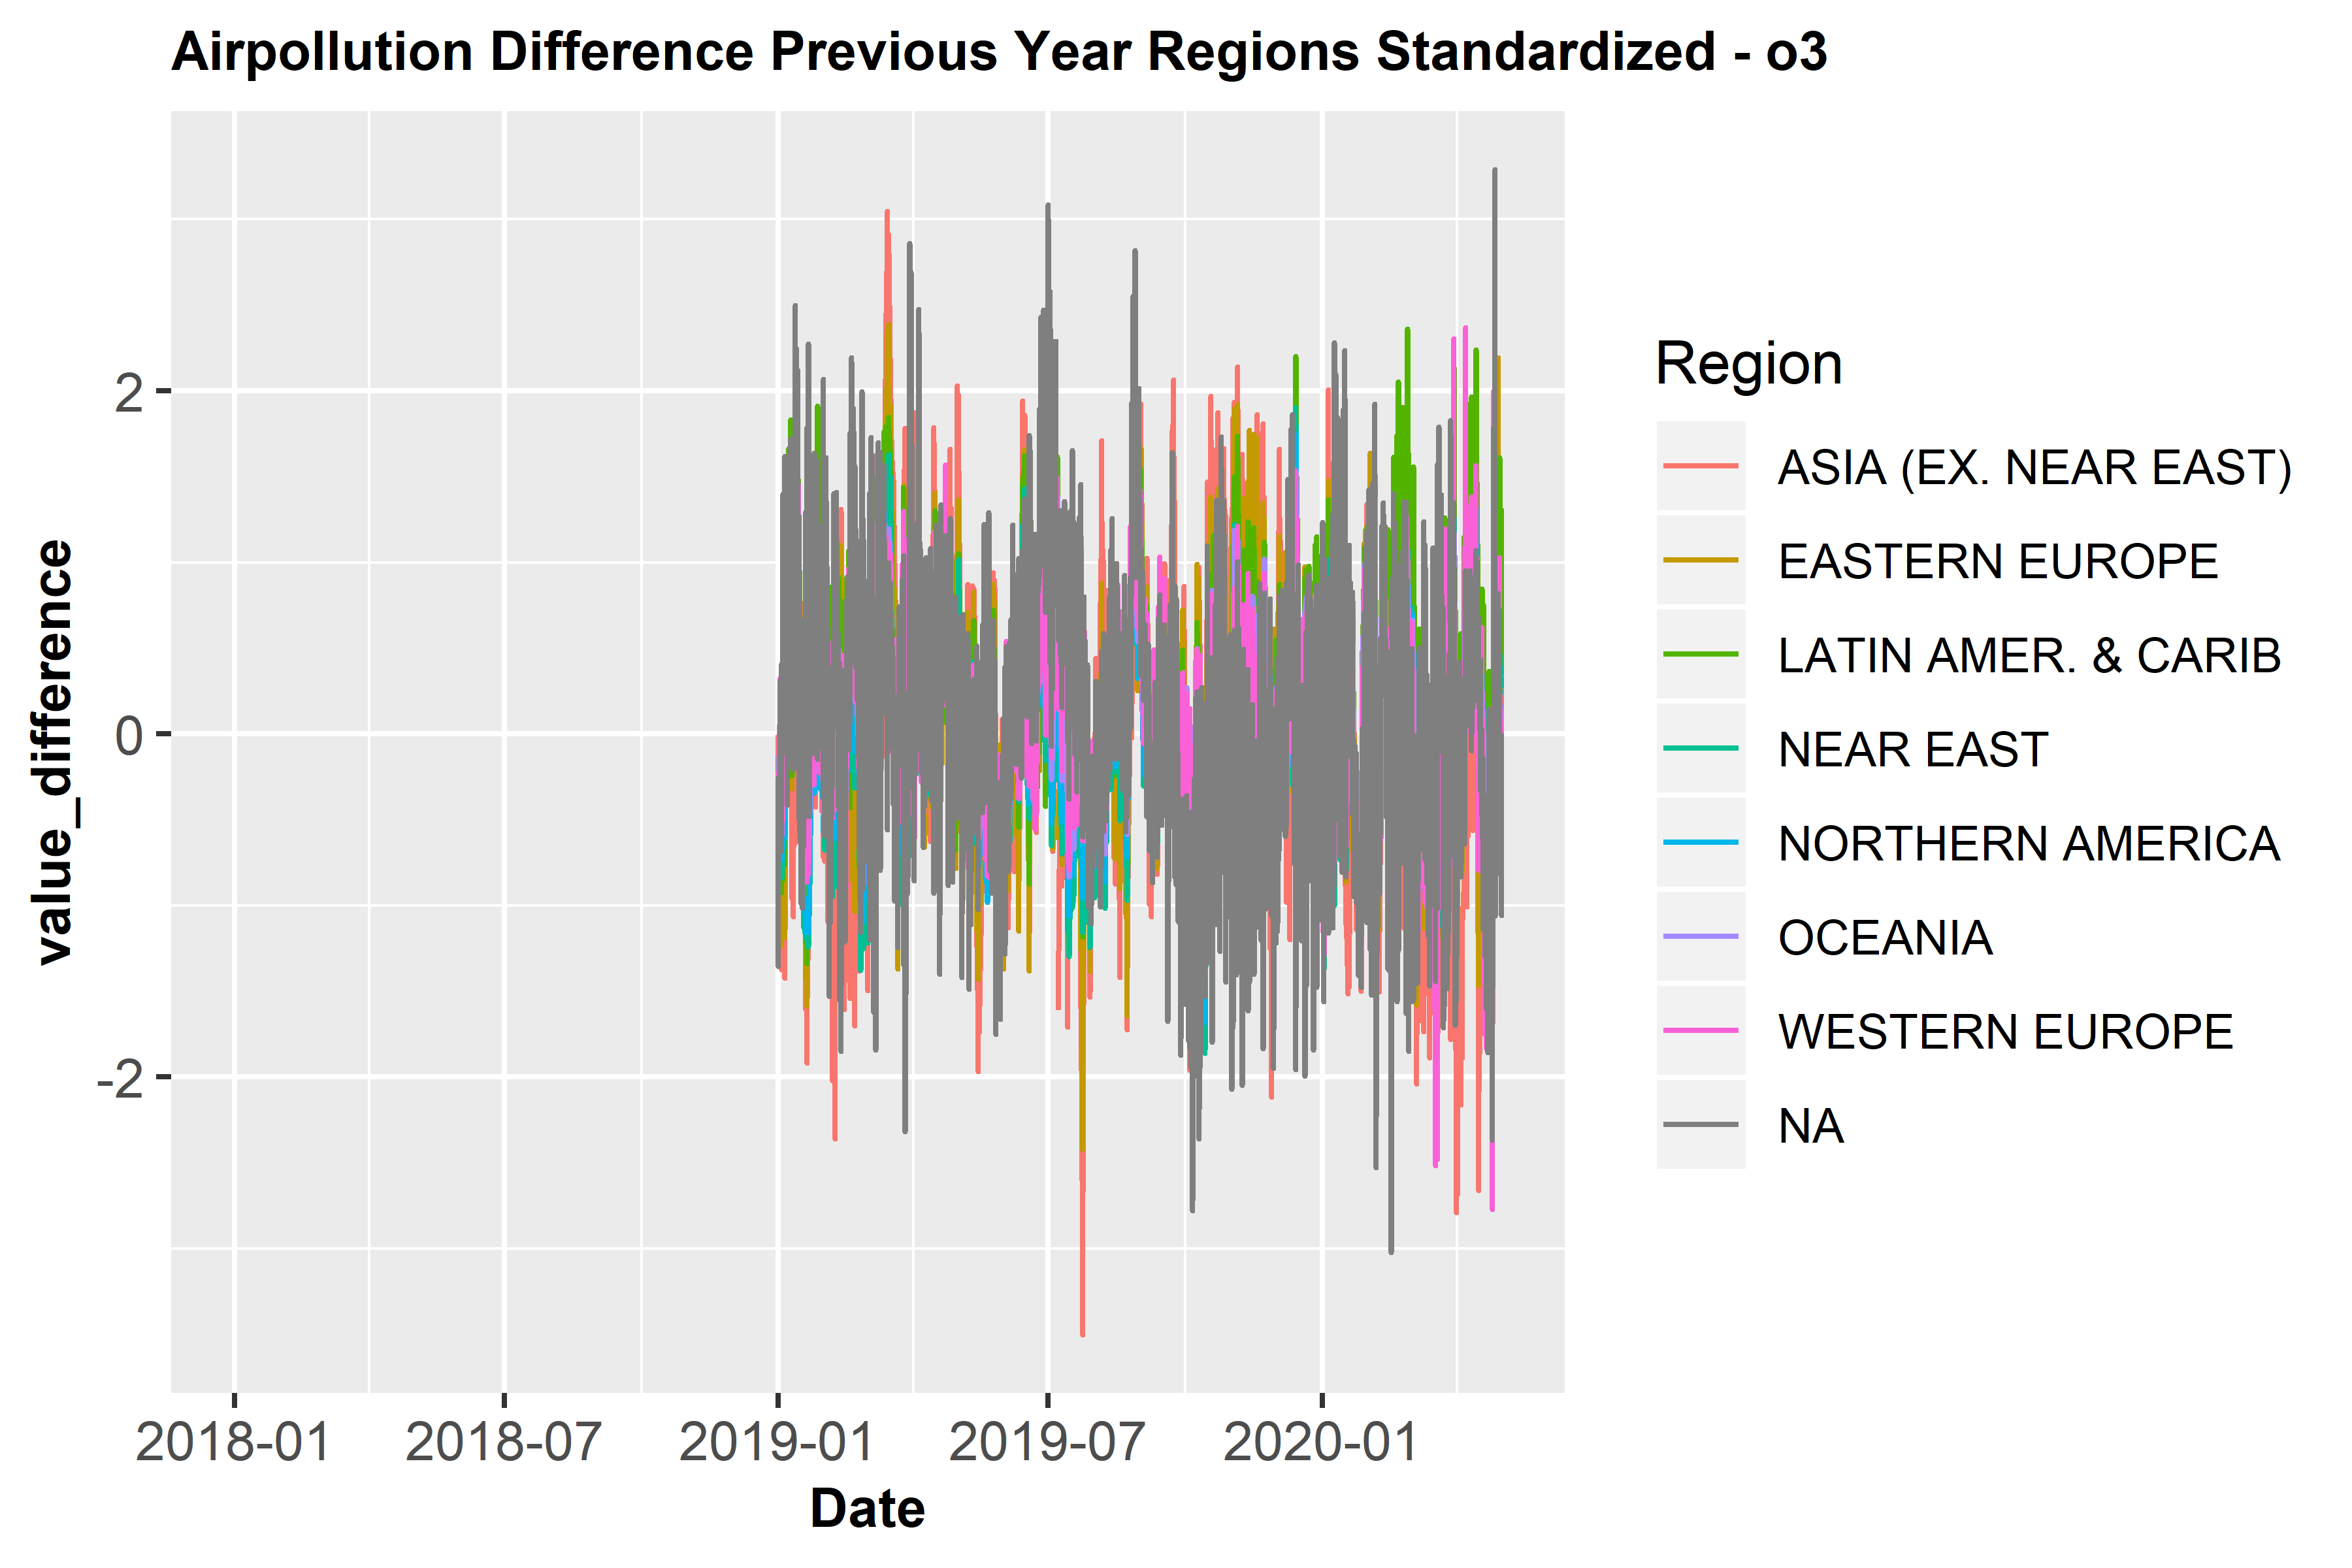 Airpollution Difference Previous Year Regions Standardized - o3
value_difference
2
0
-2
2018-01
2018-07
2019-01
2019-07
2020-01
Date
Region
ASIA (EX. NEAR EAST)
EASTERN EUROPE
LATIN AMER. & CARIB
NEAR EAST
NORTHERN AMERICA
OCEANIA
WESTERN EUROPE
NA